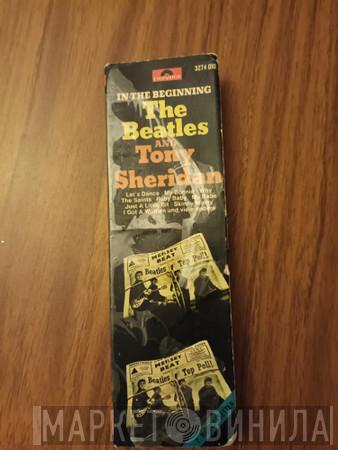 polydor
3274 010
IN THE BEGINNING
The
Beatles
AND
Tony
Sheridan
Let's Dance · My Bonnie · Why
The Saints · Ruby Baby · My Babe
Just A Little Bit · Skinny Minny
I Got A Woman und viele andere
MERSEY
BEAT
Beatles Top Poll!
MERSEY
BEAT
Beatles Top Poll!
МАРКЕТ ВИНИЛА